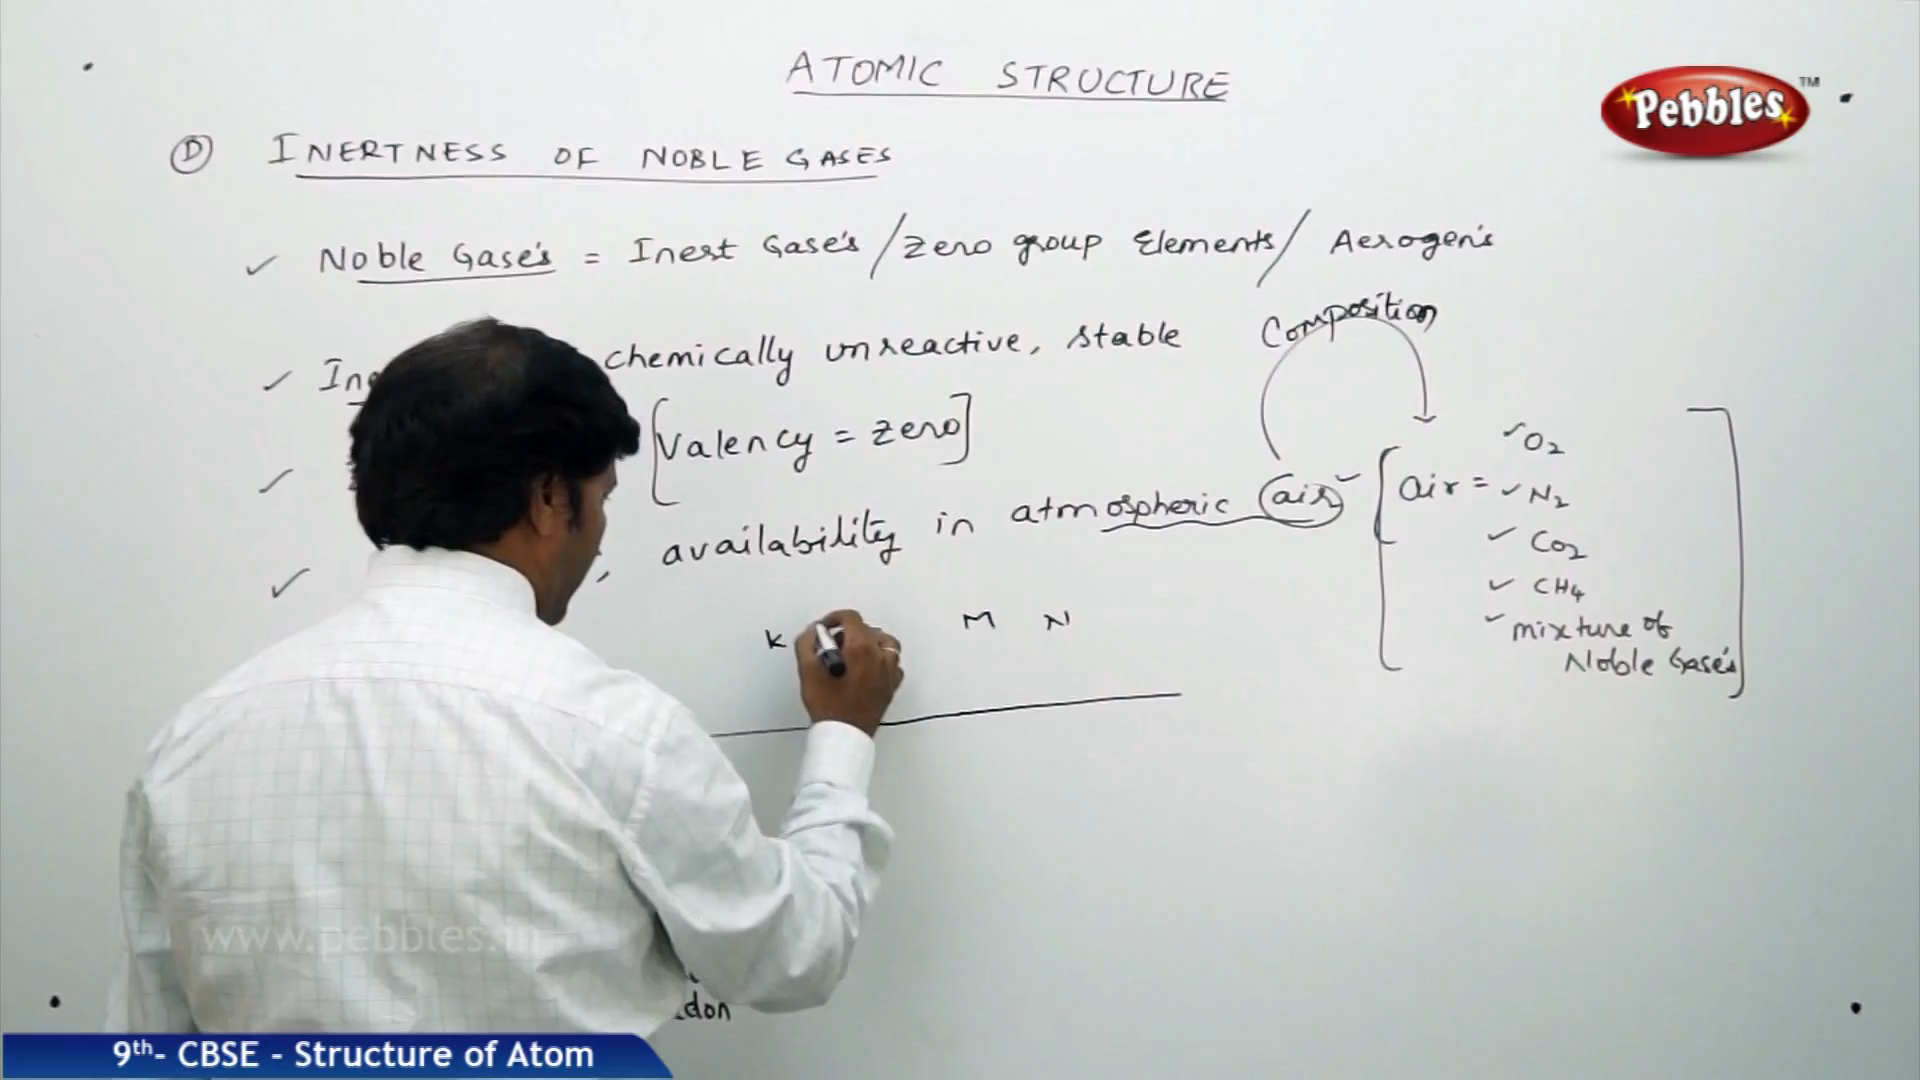 ATOMIC STRUCTURE
Pebbles™
D INERTNESS OF NOBLE GASES
✓ Noble Gase's = Inert Gase's / Zero group Elements / Aerogen's
Composition
✓ chemically unreactive, stable
✓ [Valency = Zero]
✓ , availability in atmospheric air ✓
[air = ✓ O2
✓ N2
✓ CO2
✓ CH4
✓ mixture of
Noble Gase's]
K M N
www.pebbles.in
don
9th- CBSE - Structure of Atom